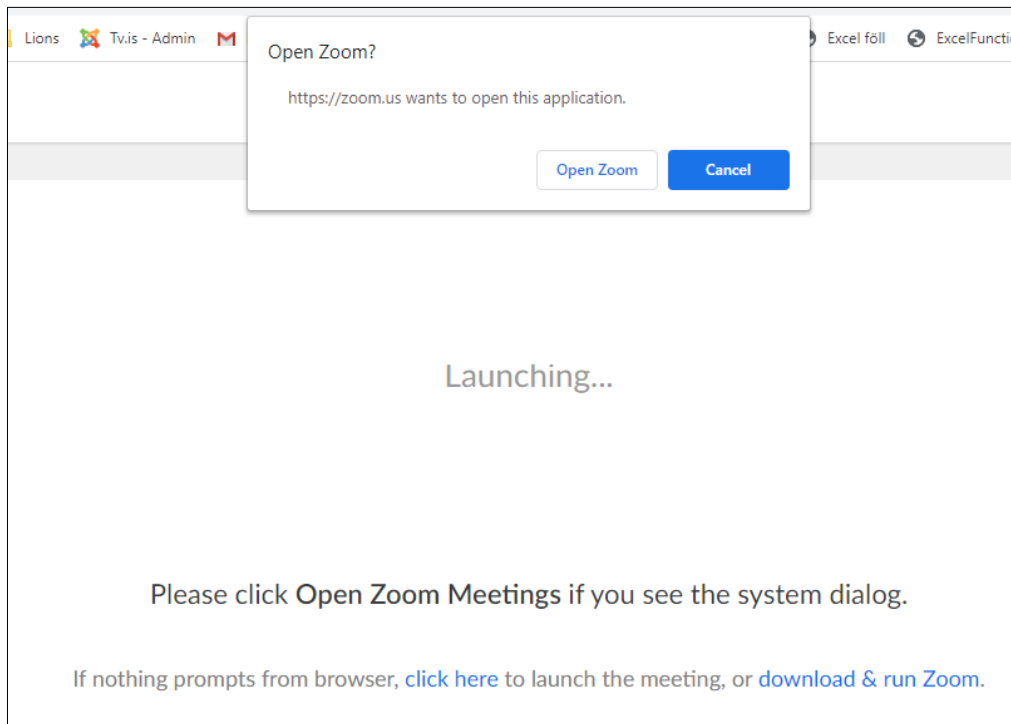 Lions Tv.is - Admin Excel föll
Open Zoom?
https://zoom.us wants to open this application.
Open Zoom Cancel
Launching...
Please click Open Zoom Meetings if you see the system dialog.
If nothing prompts from browser, click here to launch the meeting, or download & run Zoom.